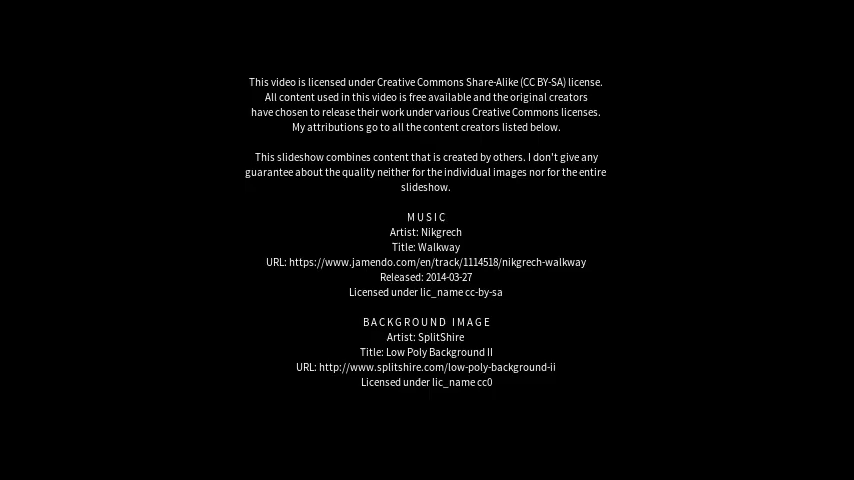 This video is licensed under Creative Commons Share-Alike (CC BY-SA) license.
All content used in this video is free available and the original creators
have chosen to release their work under various Creative Commons licenses.
My attributions go to all the content creators listed below.
This slideshow combines content that is created by others. I don't give any
guarantee about the quality neither for the individual images nor for the entire
slideshow.
MUSIC
Artist: Nikgrech
Title: Walkway
URL: https://www.jamendo.com/en/track/1114518/nikgrech-walkway
Released: 2014-03-27
Licensed under lic_name cc-by-sa
BACKGROUND IMAGE
Artist: SplitShire
Title: Low Poly Background II
URL: http://www.splitshire.com/low-poly-background-ii
Licensed under lic_name cc0